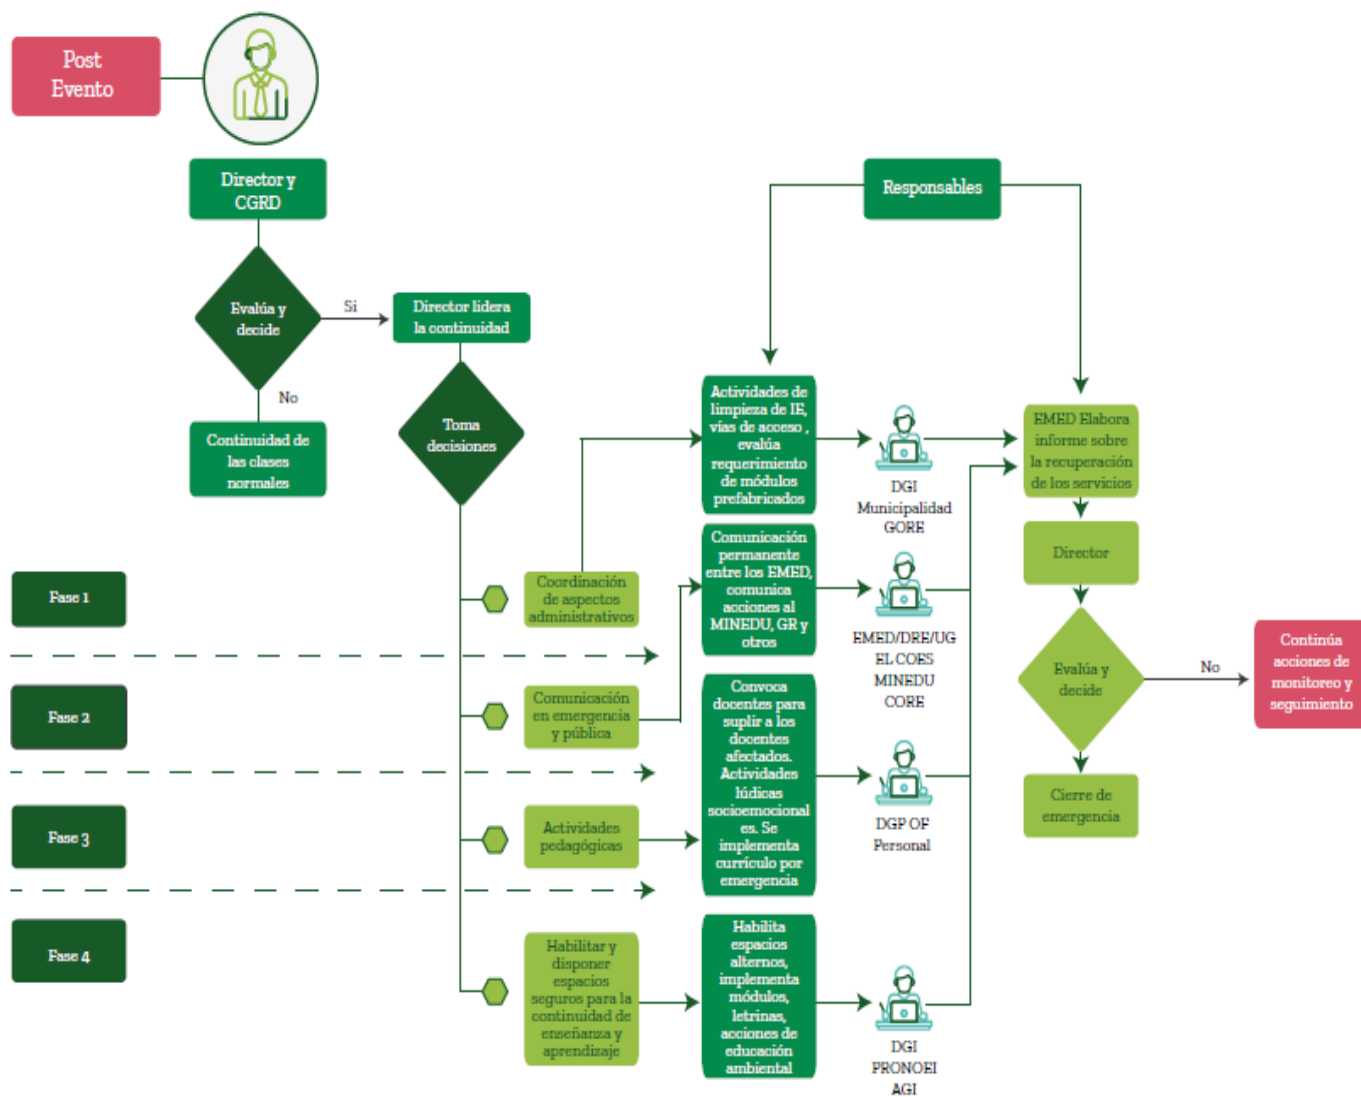 Post
Evento
Director y
CGRD
Responsables
Evalúa y
decide
Si
No
Director lidera
la continuidad
Continuidad de
las clases
normales
Toma
decisiones
Fase 1
Coordinación
de aspectos
administrativos
Actividades de
limpieza de IE,
vías de acceso ,
evalúa
requerimiento
de módulos
prefabricados
DGI
Municipalidad
GORE
Fase 2
Comunicación
en emergencia
y pública
Comunicación
permanente
entre los EMED,
comunica
acciones al
MINEDU, GR y
otros
EMED/DRE/UG
EL COES
MINEDU
CORE
Fase 3
Actividades
pedagógicas
Convoca
docentes para
suplir a los
docentes
afectados.
Actividades
lúdicas
socioemocional
es. Se
implementa
currículo por
emergencia
DGP OF
Personal
Fase 4
Habilitar y
disponer
espacios
seguros para la
continuidad de
enseñanza y
aprendizaje
Habilita
espacios
alternos,
implementa
módulos,
letrinas,
acciones de
educación
ambiental
DGI
PRONOEI
AGI
EMED Elabora
informe sobre
la recuperación
de los servicios
Director
Evalúa y
decide
No
Continúa
acciones de
monitoreo y
seguimiento
Cierre de
emergencia